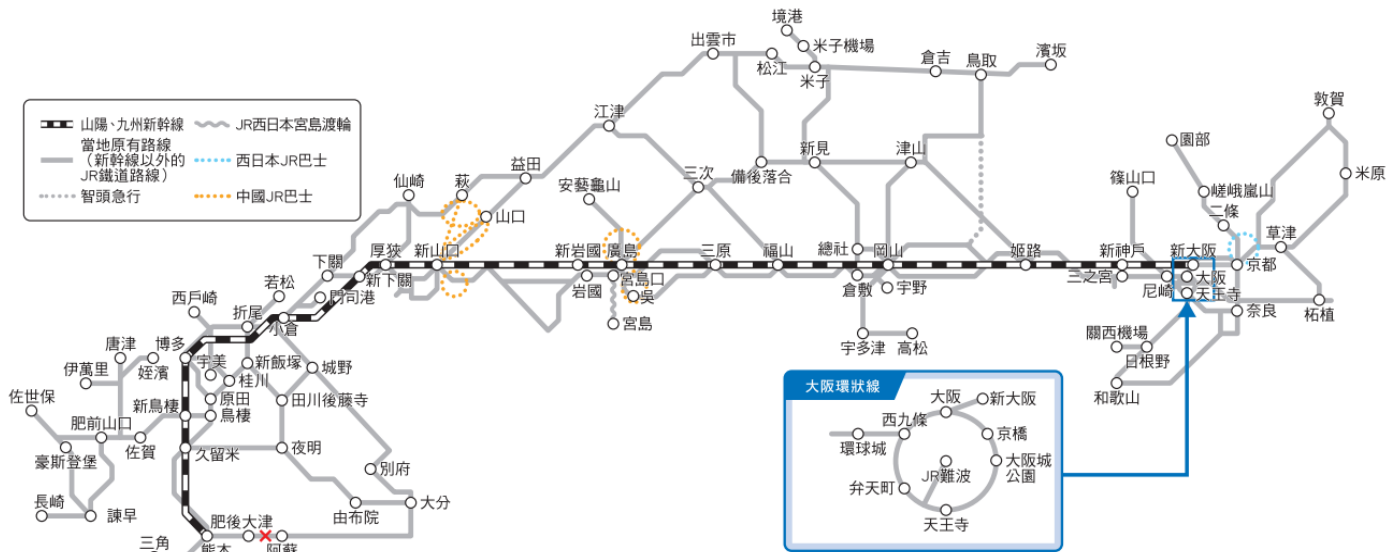 境港
米子機場
出雲市
松江
米子
倉吉
鳥取
濱坂
敦賀
山陽、九州新幹線
當地原有路線
(新幹線以外的
JR鐵道路線)
智頭急行
JR西日本宮島渡輪
西日本JR巴士
中國JR巴士
江津
園部
益田
三次
備後落合
新見
津山
米原
仙崎
萩
安藝龜山
篠山口
嵯峨嵐山
二條
山口
草津
下關
厚狹
新山口
新岩國
廣島
三原
福山
總社
岡山
姬路
新神戶
新大阪
京都
新下關
岩國
宮島口
吳
宮島
倉敷
宇野
三之宮
尼崎
大阪
天王寺
奈良
柘植
若松
門司港
西戶崎
折尾
小倉
關西機場
日根野
和歌山
宇多津
高松
唐津
博多
宇美
新飯塚
城野
伊萬里
姪濱
桂川
佐世保
原田
田川後藤寺
新鳥棲
鳥棲
肥前山口
佐賀
久留米
夜明
豪斯登堡
別府
長崎
諫早
由布院
大分
肥後大津
三角
熊本
阿蘇
大阪環狀線
大阪
新大阪
西九條
京橋
環球城
JR難波
大阪城
公園
弁天町
天王寺